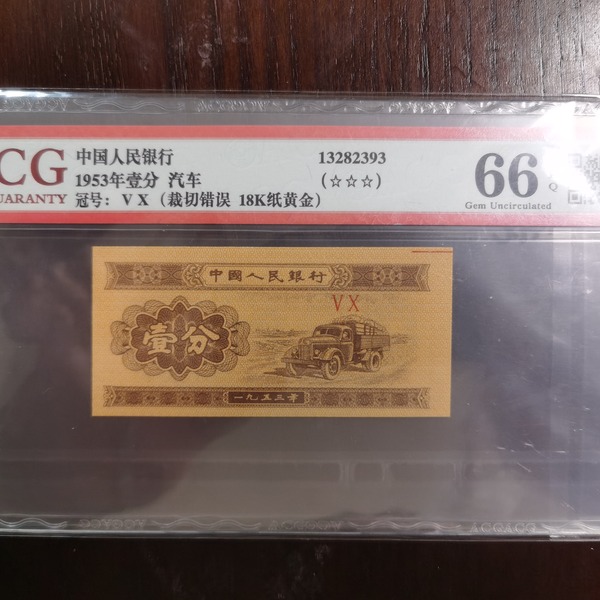 CG
UARANTY
中国人民银行
1953年壹分 汽车
冠号：V X（裁切错误 18K纸黄金）
13282393
(☆☆☆)
66
Q
Gem Uncirculated
中國人民銀行
V X
壹分
一九五三年
ACGACG